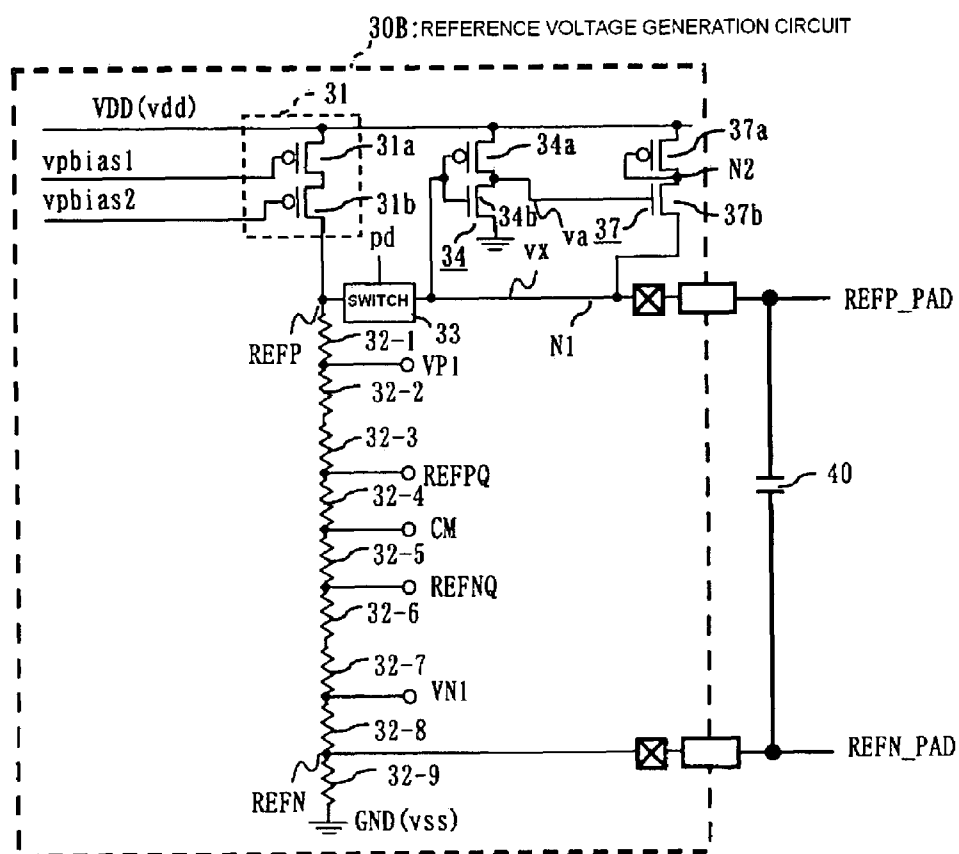 30B:REFERENCE VOLTAGE GENERATION CIRCUIT
31
VDD(vdd)
vpbias1
31a
34a
37a
N2
vpbias2
31b
34b
37b
34
va
37
pd
vx
SWITCH
33
N1
REFP_PAD
REFP
32-1
VP1
32-2
32-3
REFPQ
40
32-4
CM
32-5
REFNQ
32-6
32-7
VN1
32-8
REFN_PAD
32-9
REFN
GND(vss)